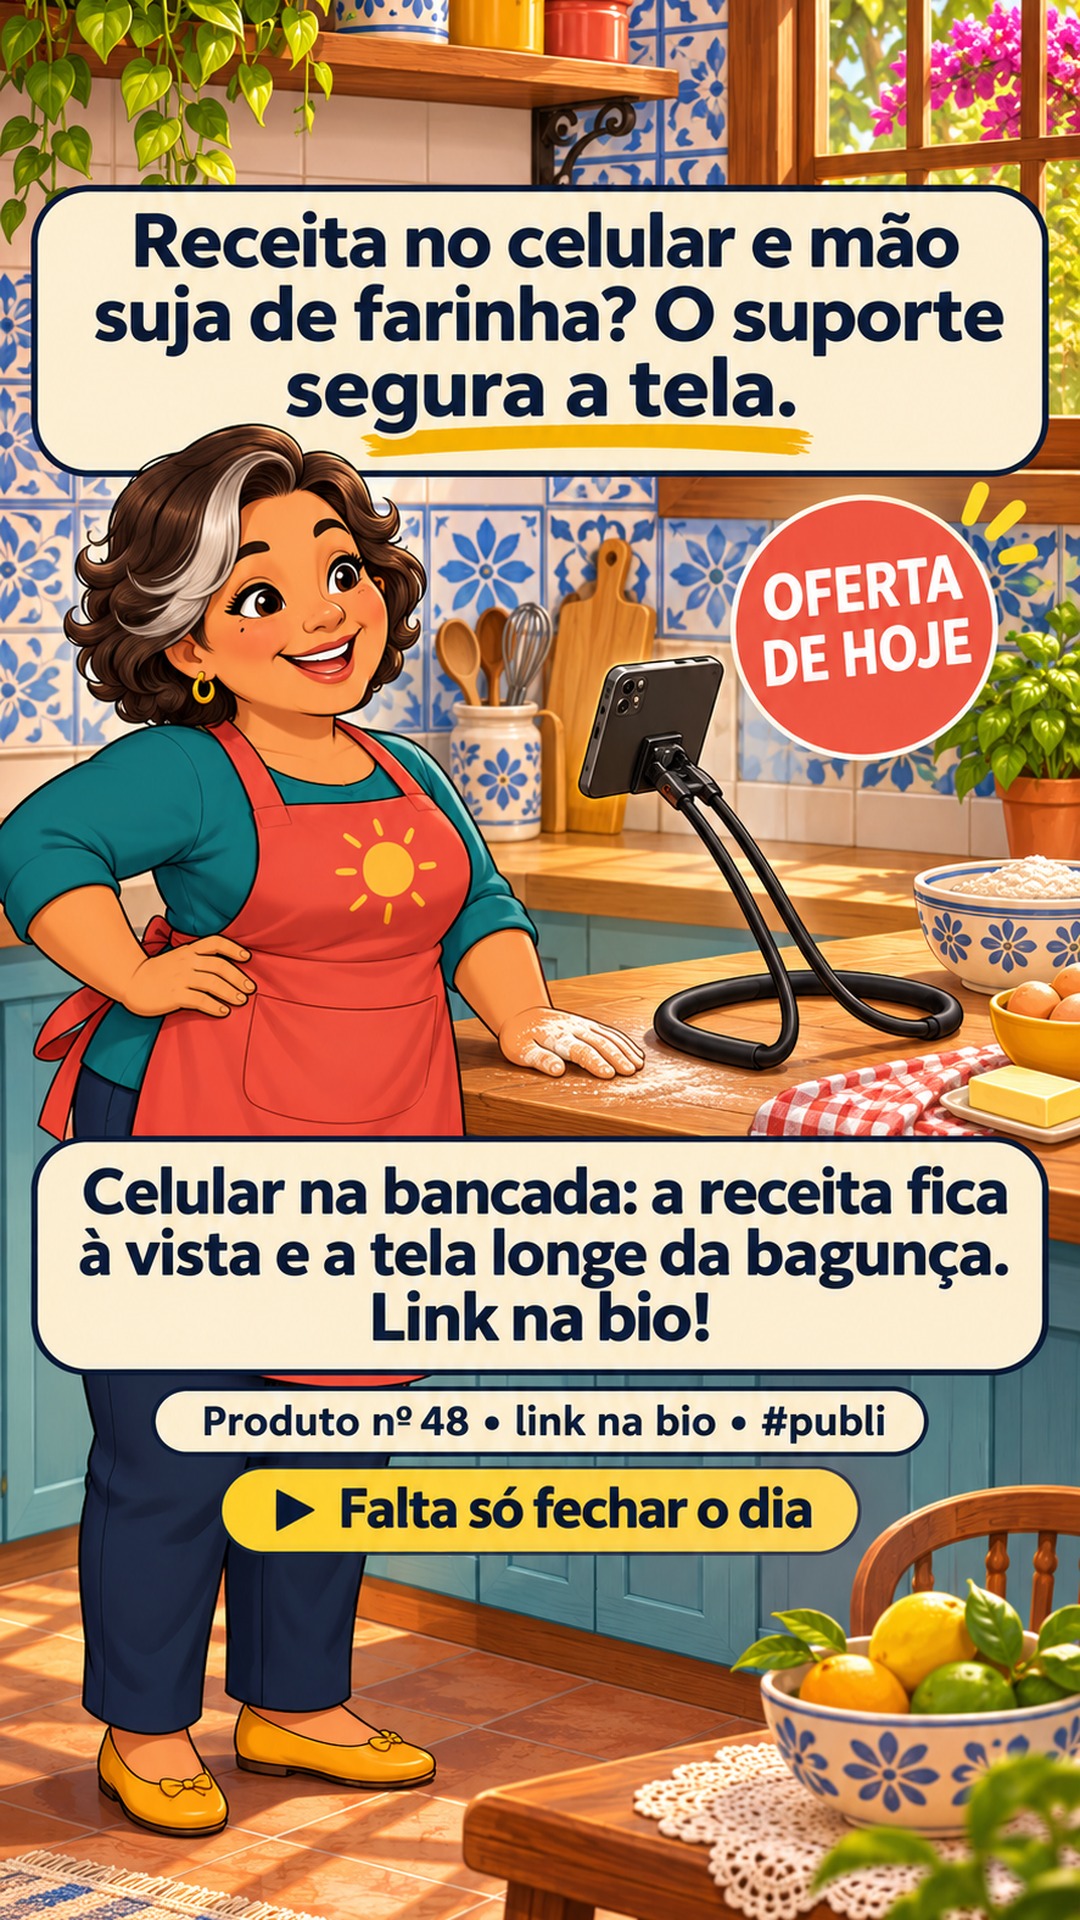 Receita no celular e mão
suja de farinha? O suporte
segura a tela.
OFERTA
DE HOJE
Celular na bancada: a receita fica
à vista e a tela longe da bagunça.
Link na bio!
Produto nº 48 • link na bio • #publi
▶ Falta só fechar o dia